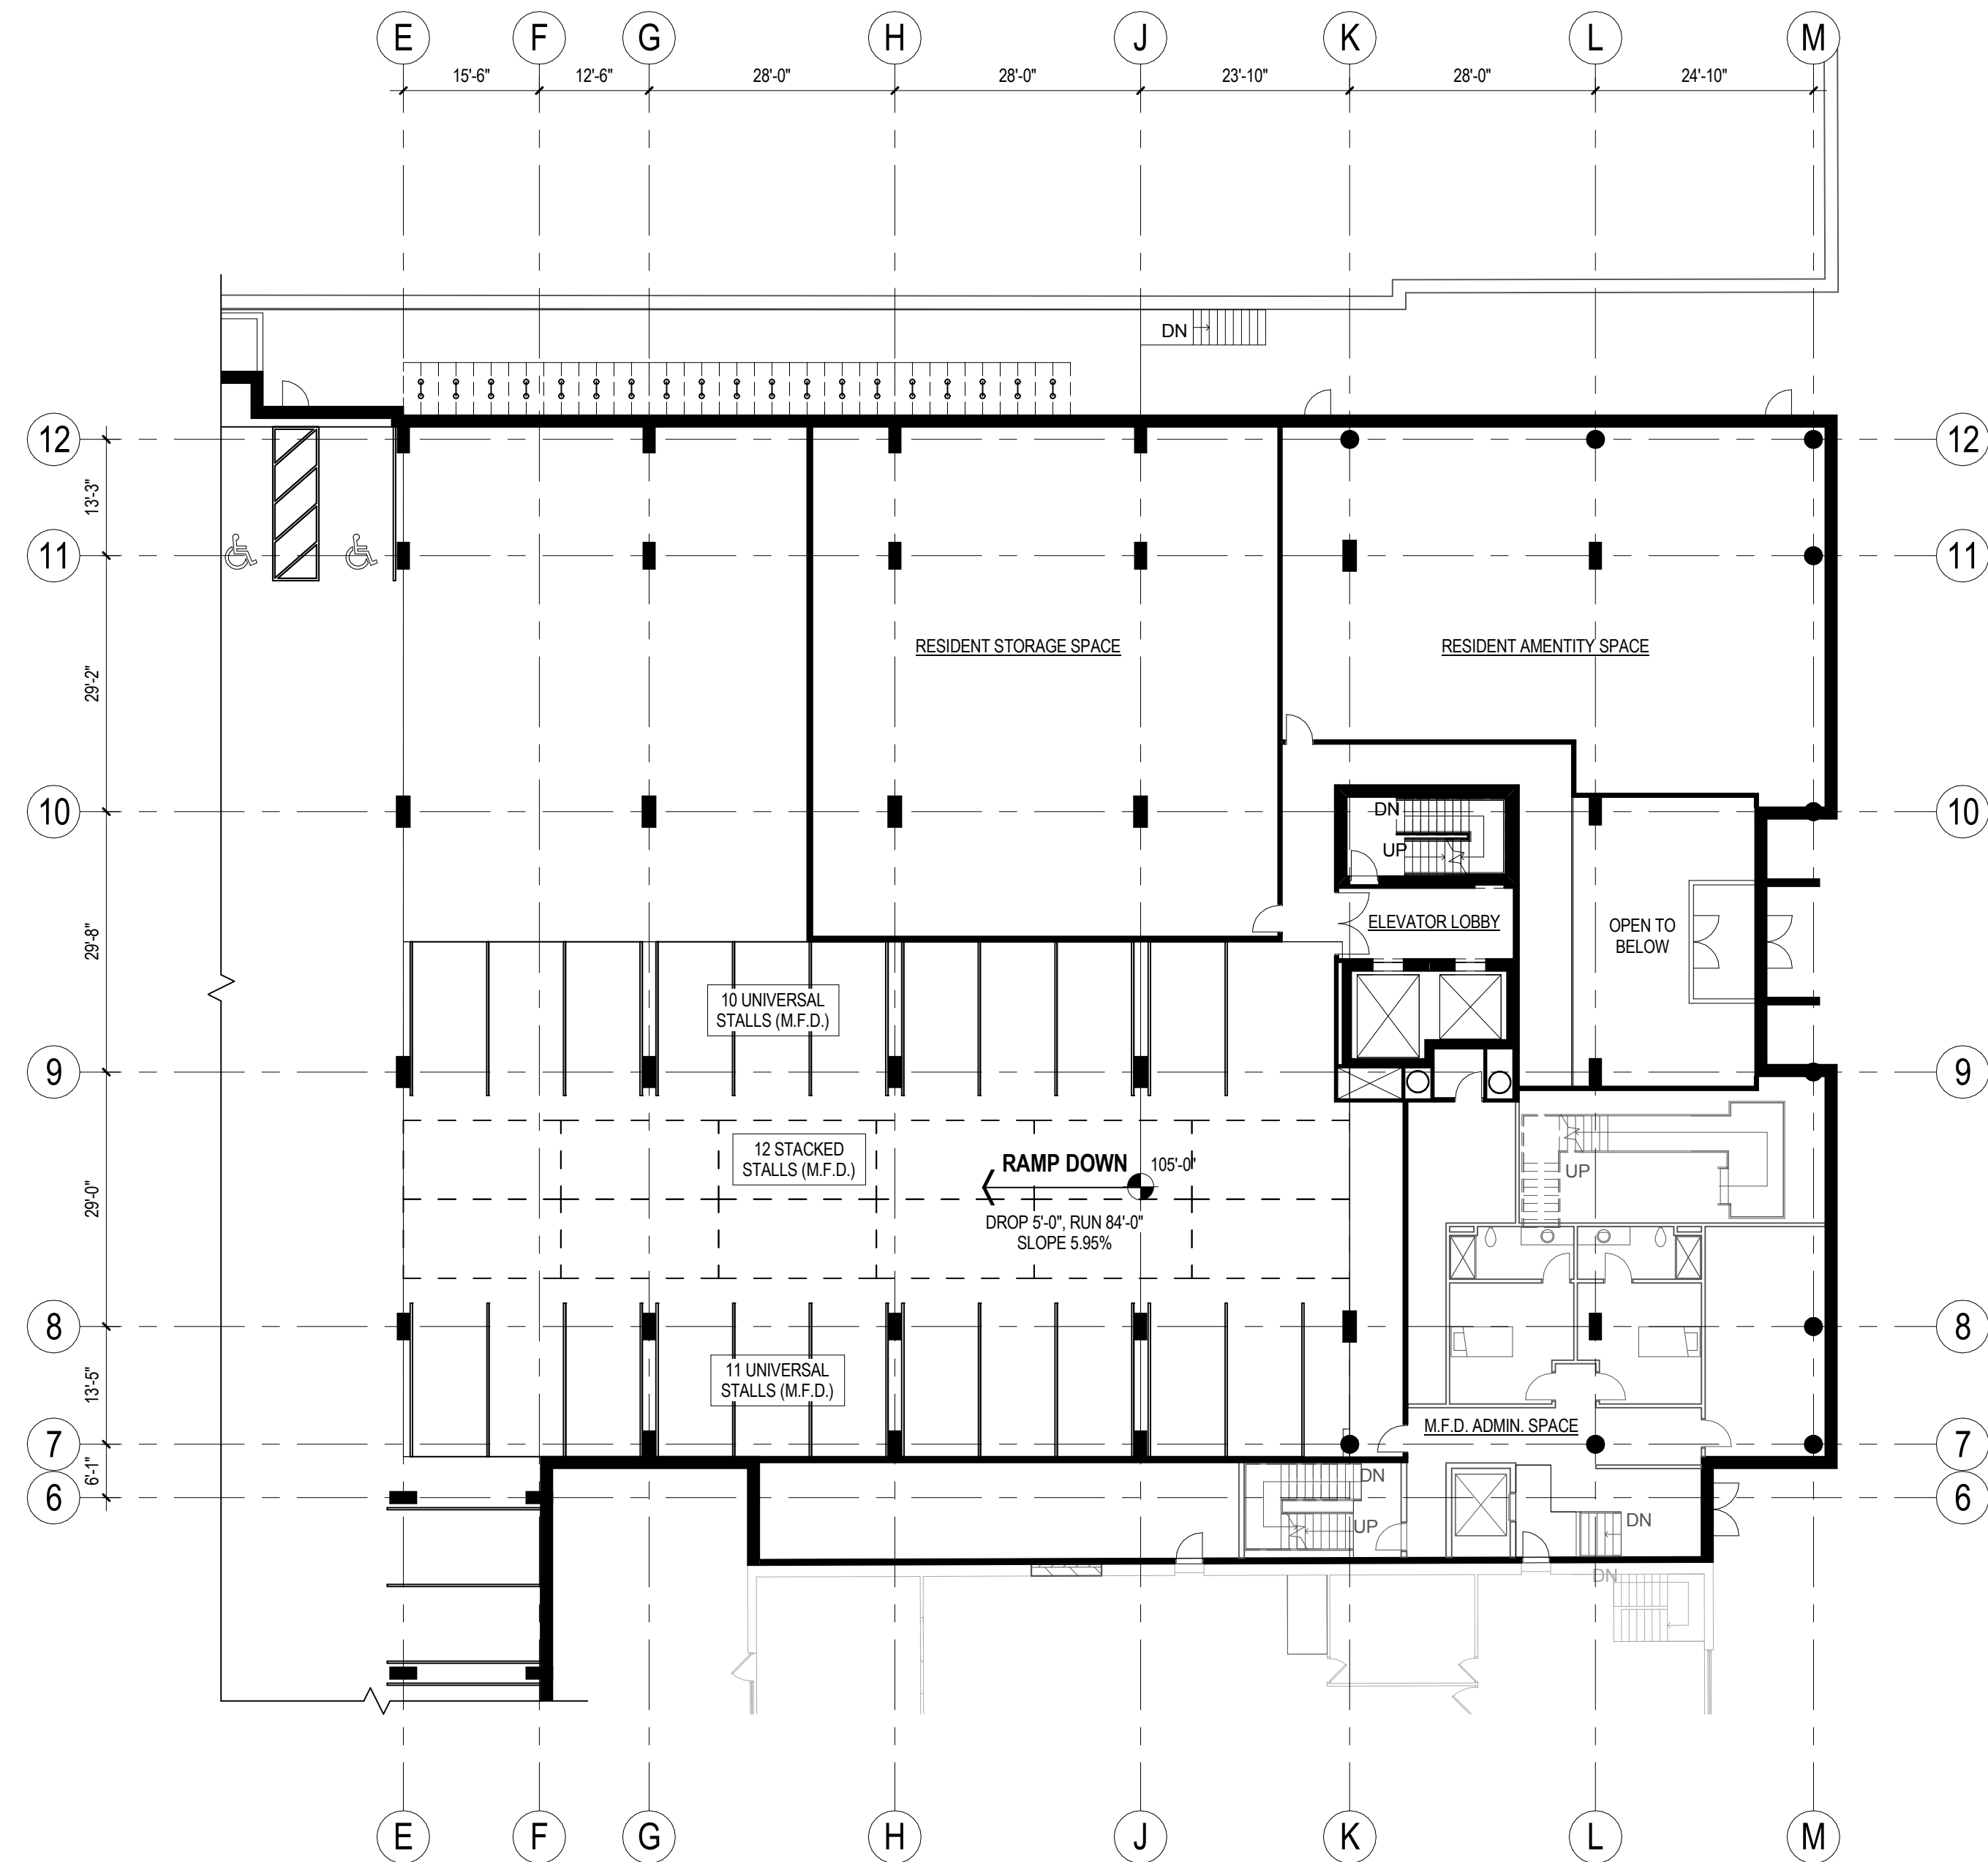 E F G H J K L M
15'-6" 12'-6" 28'-0" 28'-0" 23'-10" 28'-0" 24'-10"
DN
12 12
13'-3"
11 11
RESIDENT STORAGE SPACE
RESIDENT AMENTITY SPACE
29'-2"
10 10
DN
UP
ELEVATOR LOBBY
OPEN TO
BELOW
29'-8"
10 UNIVERSAL
STALLS (M.F.D.)
9 9
12 STACKED
STALLS (M.F.D.)
RAMP DOWN
105'-0"
DROP 5'-0", RUN 84'-0"
SLOPE 5.95%
UP
29'-0"
8 8
11 UNIVERSAL
STALLS (M.F.D.)
13'-5"
M.F.D. ADMIN. SPACE
7 7
6'-1"
DN
6 6
UP
DN
DN
E F G H J K L M